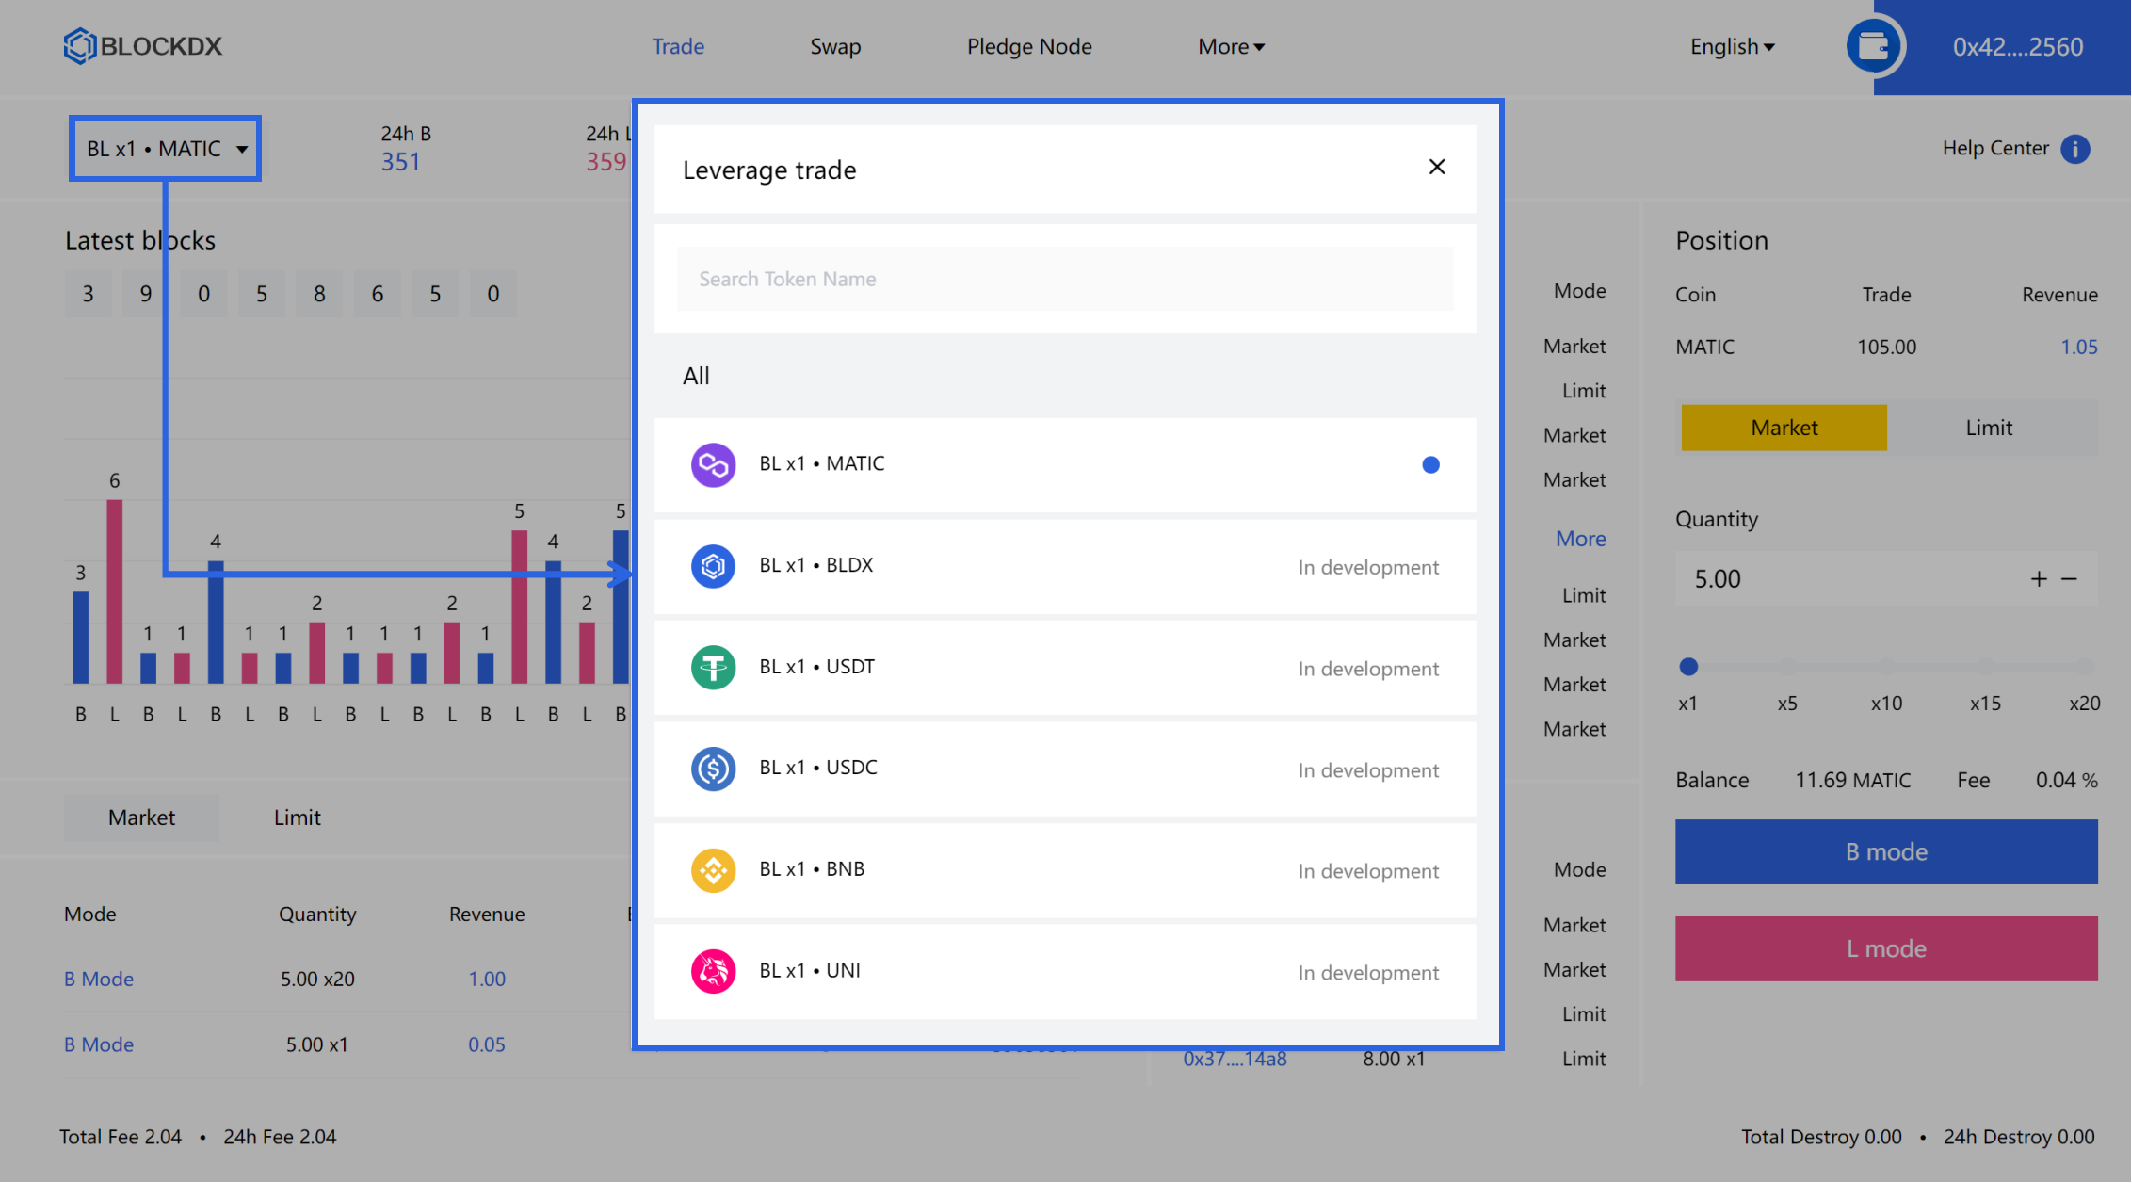 BLOCKDX
Trade
Swap
Pledge Node
More
English
0x42....2560
BL x1 • MATIC
24h B
351
24h L
359
Help Center
Latest blocks
3 9 0 5 8 6 5 0
3 6 1 1 4 1 1 2 1 1 1 2 1 5 4 2 5
B L B L B L B L B L B L B L B L B
Market
Limit
Mode Quantity Revenue
B Mode 5.00 x20 1.00
B Mode 5.00 x1 0.05
Leverage trade
Search Token Name
All
BL x1 • MATIC
BL x1 • BLDX In development
BL x1 • USDT In development
BL x1 • USDC In development
BL x1 • BNB In development
BL x1 • UNI In development
Mode
Market
Limit
Market
Market
More
Limit
Market
Market
Market
Mode
Market
Market
Limit
0x37....14a8 8.00 x1 Limit
Position
Coin Trade Revenue
MATIC 105.00 1.05
Market Limit
Quantity
5.00 + −
x1 x5 x10 x15 x20
Balance 11.69 MATIC Fee 0.04 %
B mode
L mode
Total Fee 2.04 • 24h Fee 2.04
Total Destroy 0.00 • 24h Destroy 0.00